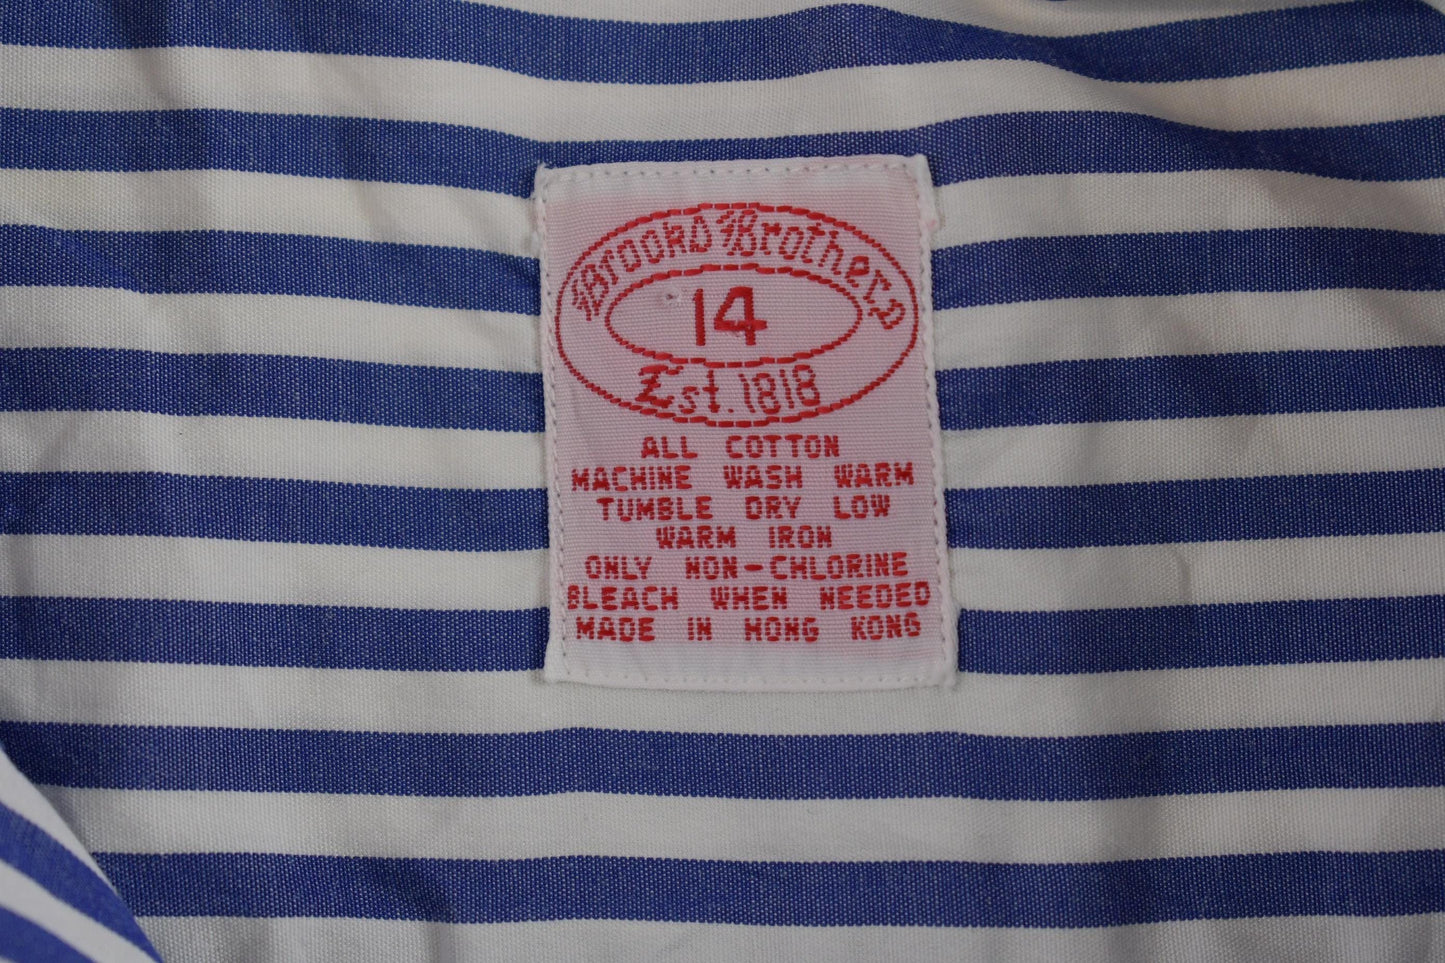 Brooks Brothers
14
Est. 1818
ALL COTTON
MACHINE WASH WARM
TUMBLE DRY LOW
WARM IRON
ONLY NON-CHLORINE
BLEACH WHEN NEEDED
MADE IN HONG KONG